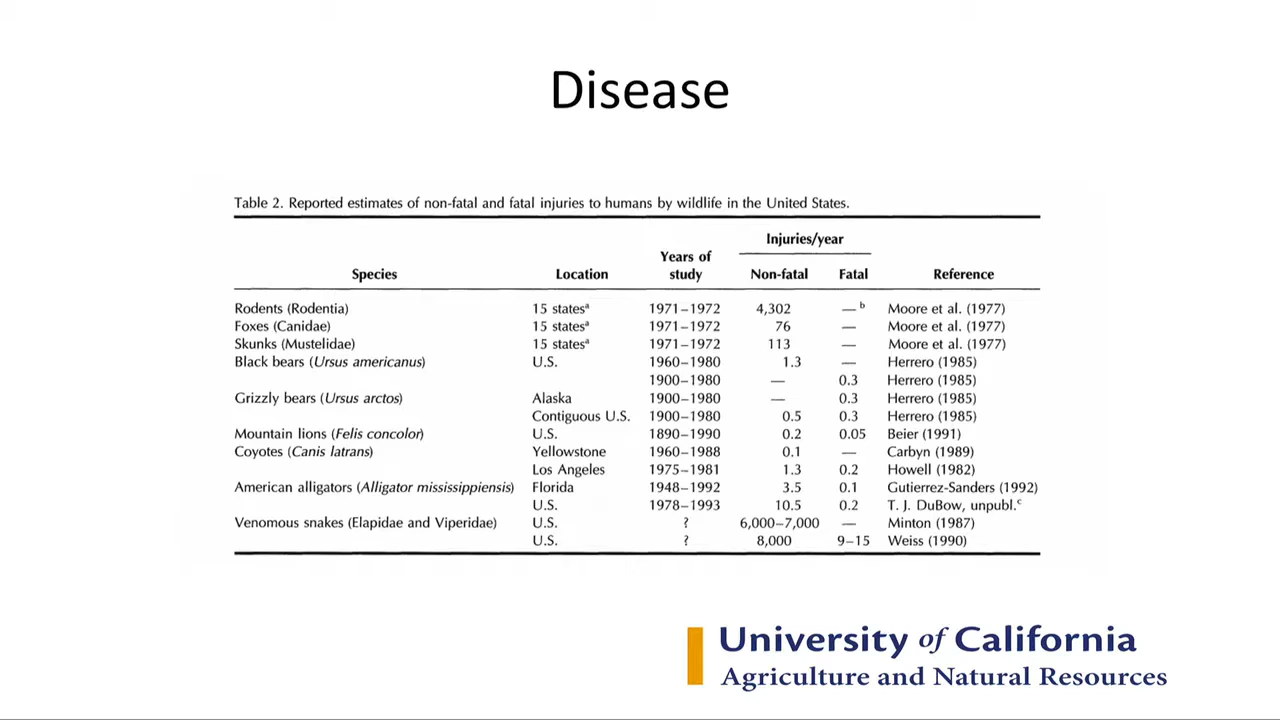 Disease
Table 2. Reported estimates of non-fatal and fatal injuries to humans by wildlife in the United States.
Injuries/year
Species Location Years of study Non-fatal Fatal Reference
Rodents (Rodentia) 15 statesᵃ 1971–1972 4,302 —ᵇ Moore et al. (1977)
Foxes (Canidae) 15 statesᵃ 1971–1972 76 — Moore et al. (1977)
Skunks (Mustelidae) 15 statesᵃ 1971–1972 113 — Moore et al. (1977)
Black bears (Ursus americanus) U.S. 1960–1980 1.3 — Herrero (1985)
1900–1980 — 0.3 Herrero (1985)
Grizzly bears (Ursus arctos) Alaska 1900–1980 — 0.3 Herrero (1985)
Contiguous U.S. 1900–1980 0.5 0.3 Herrero (1985)
Mountain lions (Felis concolor) U.S. 1890–1990 0.2 0.05 Beier (1991)
Coyotes (Canis latrans) Yellowstone 1960–1988 0.1 — Carbyn (1989)
Los Angeles 1975–1981 1.3 0.2 Howell (1982)
American alligators (Alligator mississippiensis) Florida 1948–1992 3.5 0.1 Gutierrez-Sanders (1992)
U.S. 1978–1993 10.5 0.2 T. J. DuBow, unpubl.ᶜ
Venomous snakes (Elapidae and Viperidae) U.S. ? 6,000–7,000 — Minton (1987)
U.S. ? 8,000 9–15 Weiss (1990)
University of California
Agriculture and Natural Resources